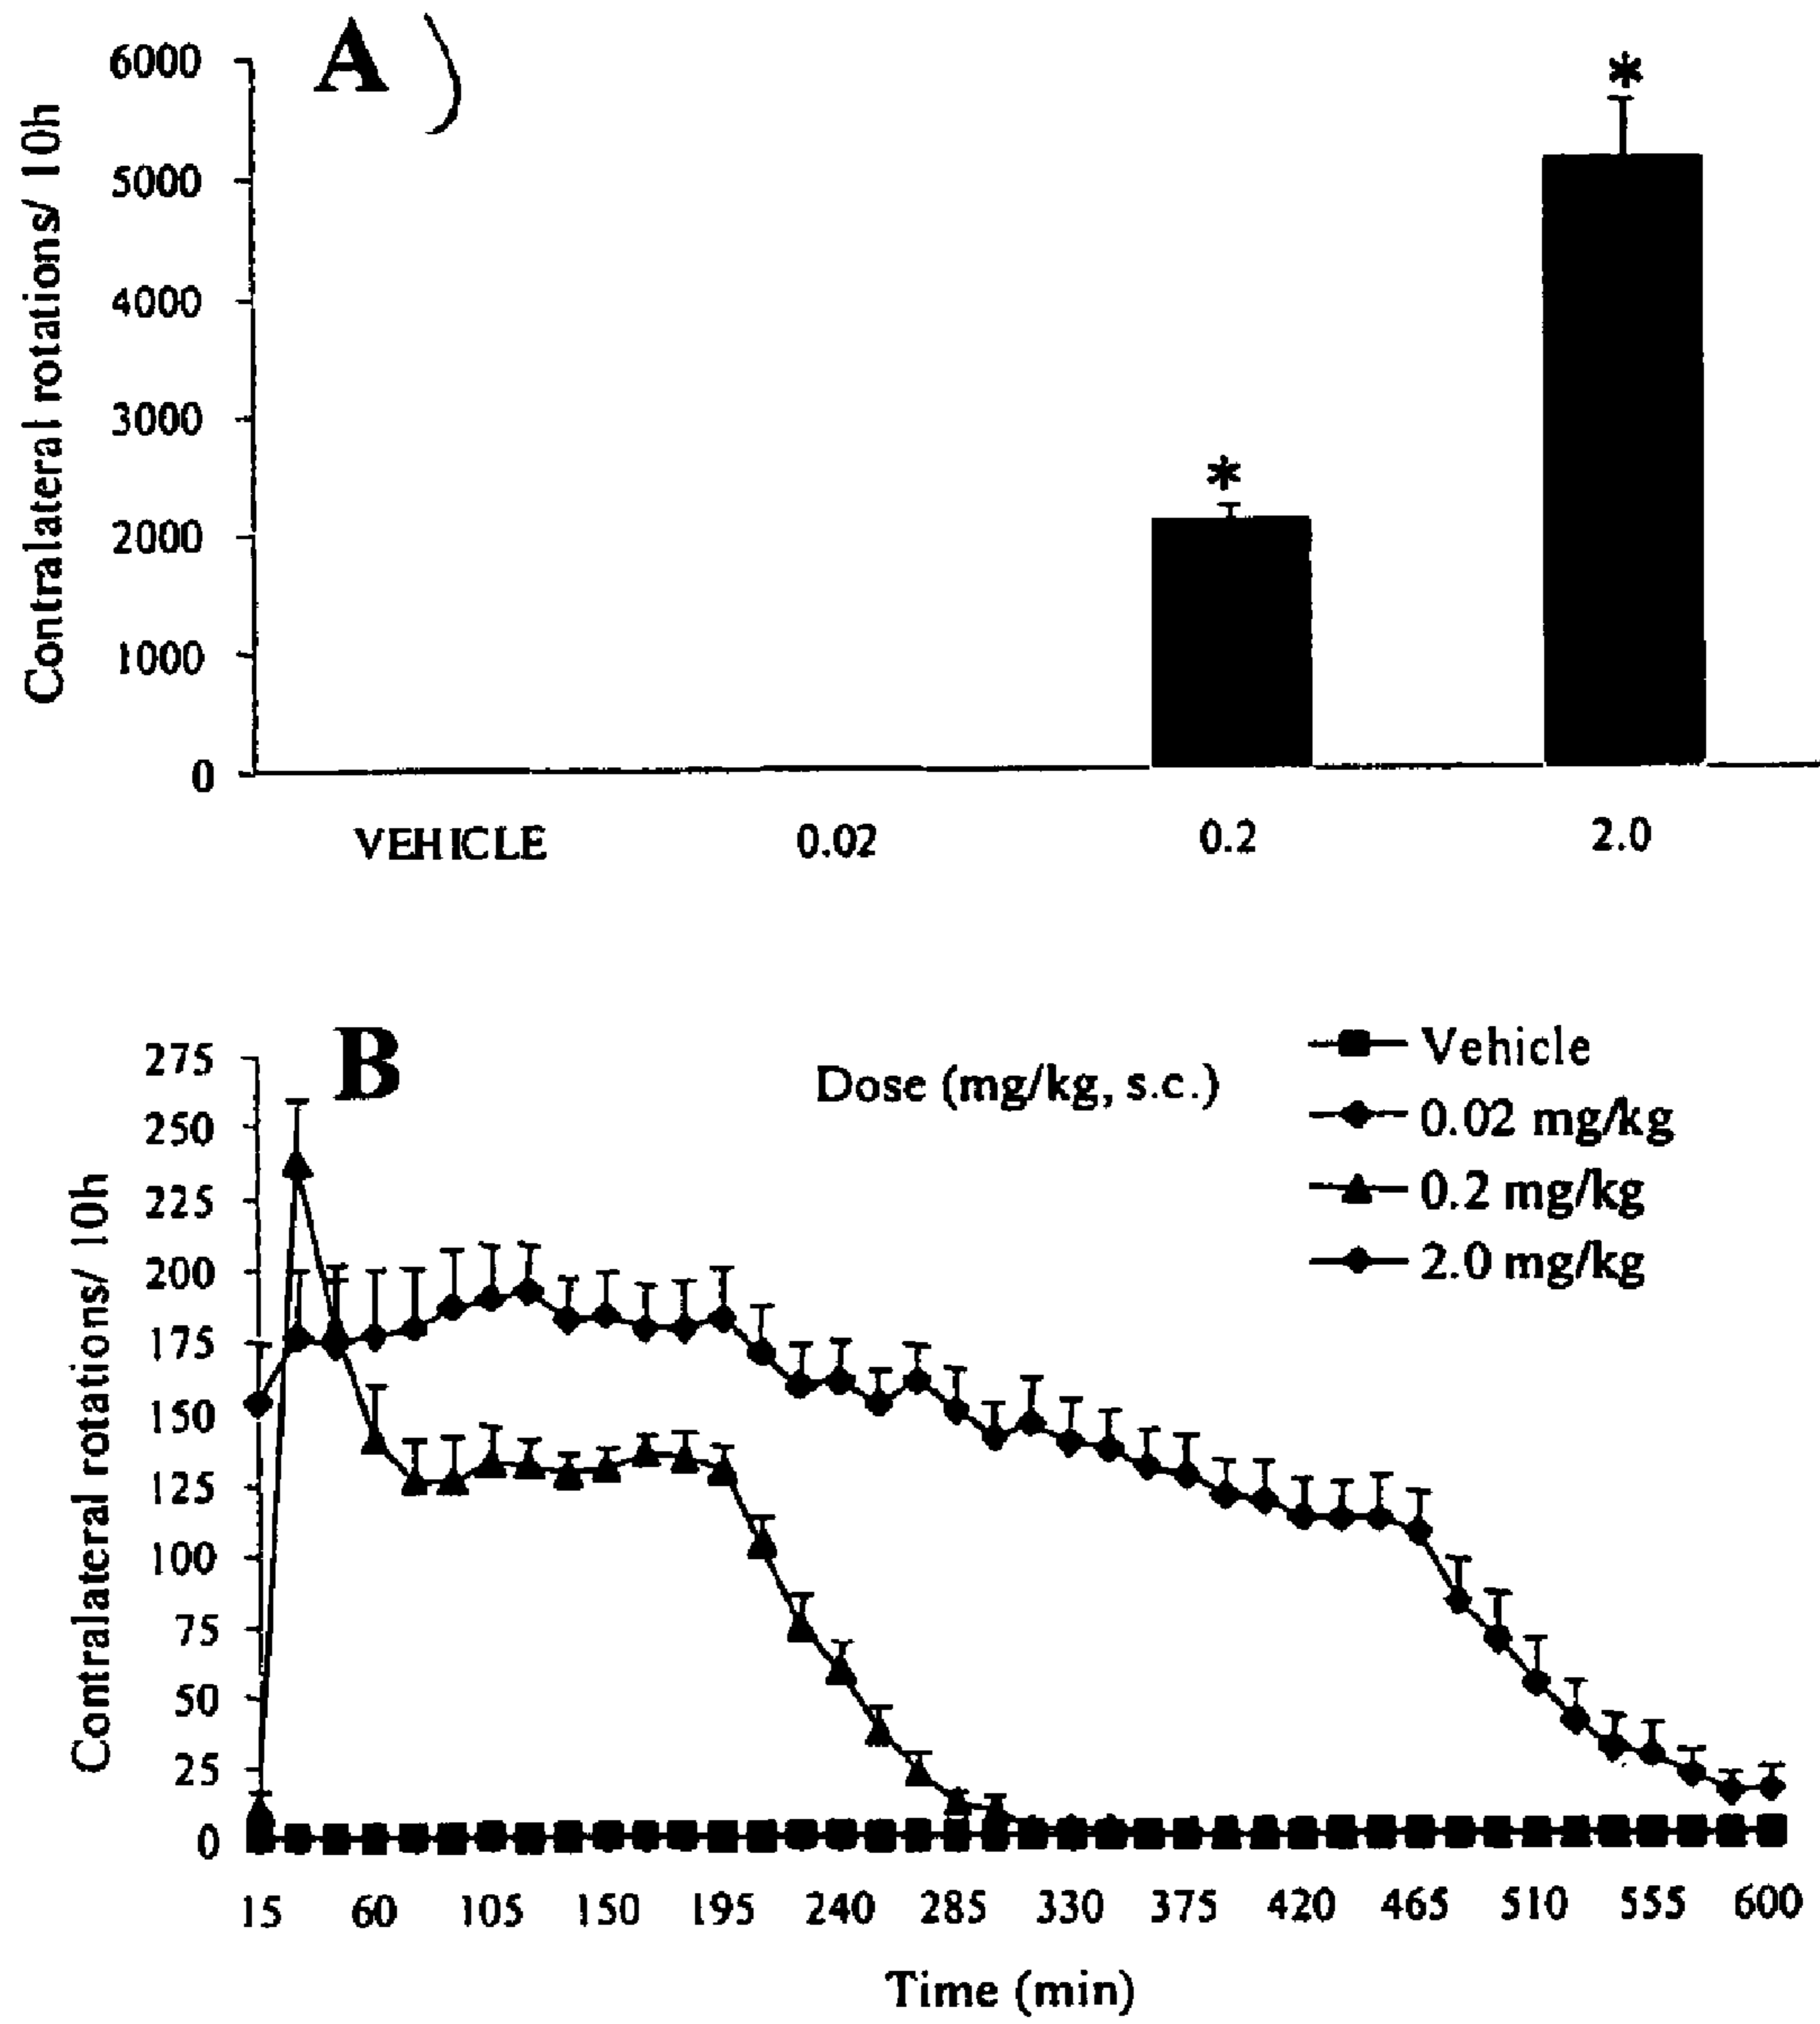 A )
Contralateral rotations/ 10h
6000
5000
4000
3000
2000
1000
0
*
*
VEHICLE 0.02 0.2 2.0
B
Contralateral rotations/ 10h
275
250
225
200
175
150
125
100
75
50
25
0
Dose (mg/kg, s.c.)
Vehicle
0.02 mg/kg
0.2 mg/kg
2.0 mg/kg
15 60 105 150 195 240 285 330 375 420 465 510 555 600
Time (min)